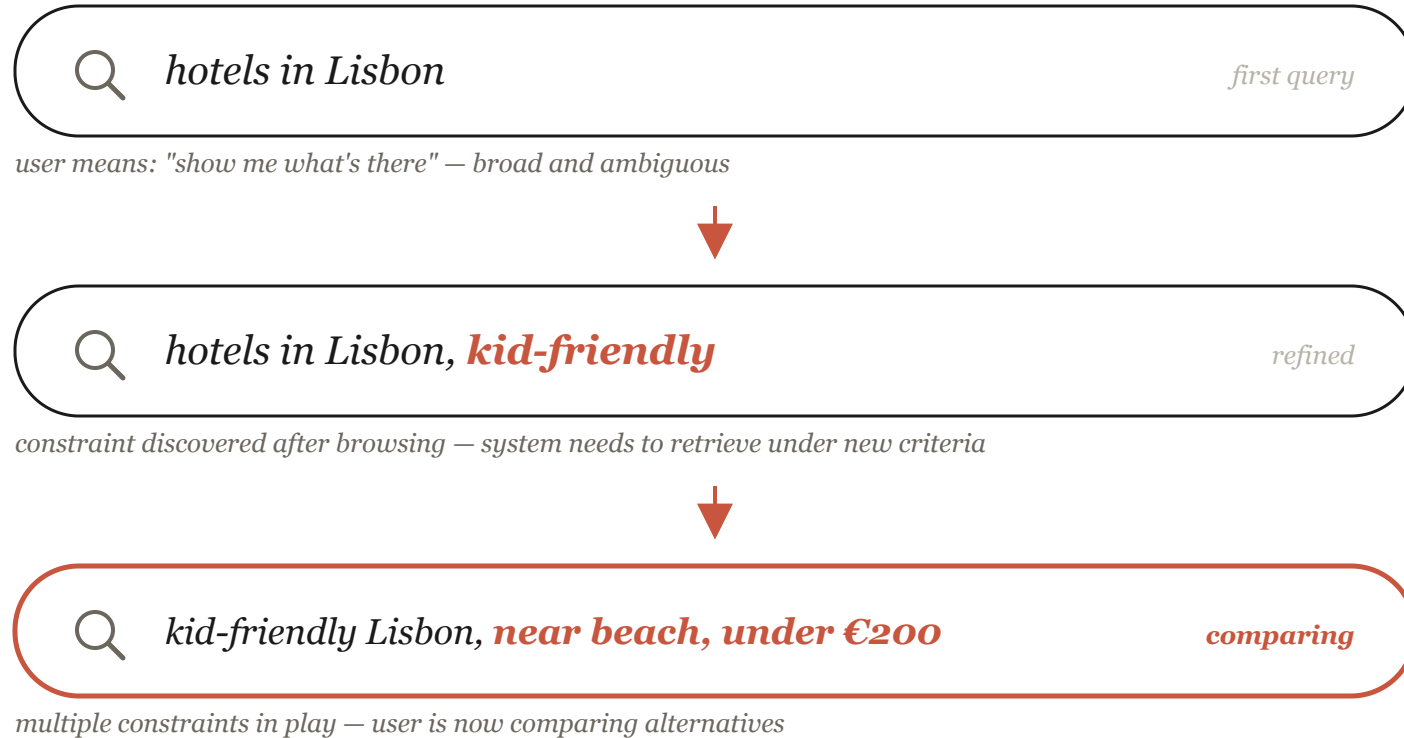 hotels in Lisbon first query
user means: "show me what's there" — broad and ambiguous
hotels in Lisbon, kid-friendly refined
constraint discovered after browsing — system needs to retrieve under new criteria
kid-friendly Lisbon, near beach, under €200 comparing
multiple constraints in play — user is now comparing alternatives